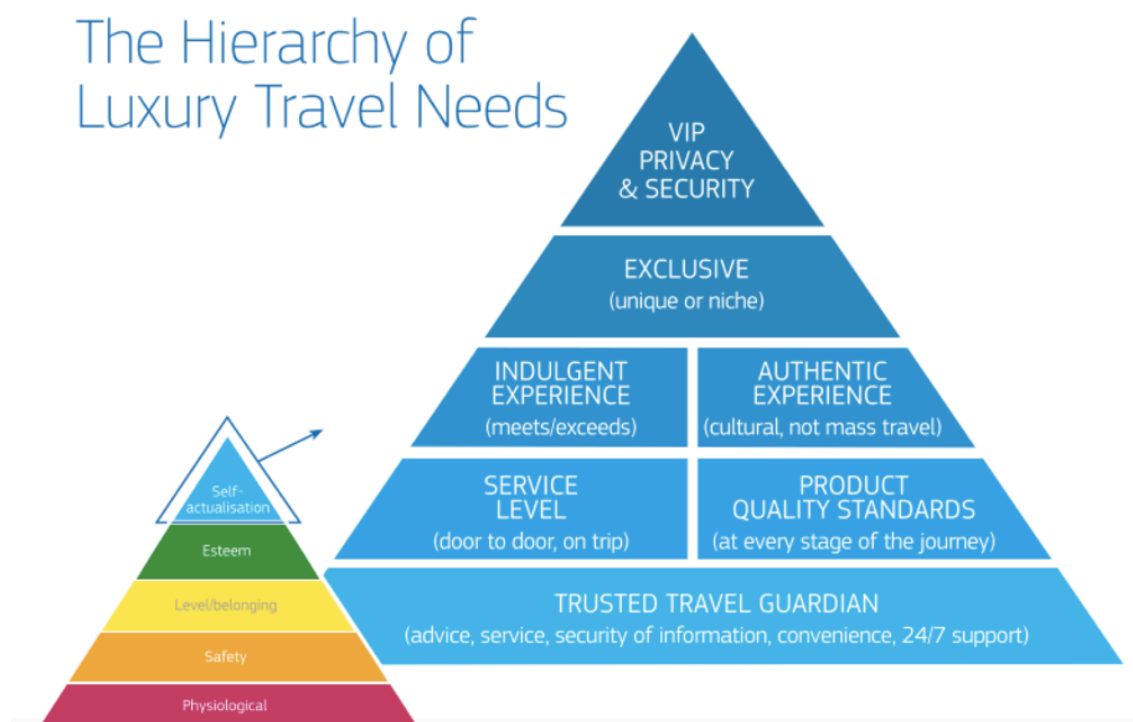 The Hierarchy of
Luxury Travel Needs
VIP
PRIVACY
& SECURITY
EXCLUSIVE
(unique or niche)
INDULGENT
EXPERIENCE
(meets/exceeds)
AUTHENTIC
EXPERIENCE
(cultural, not mass travel)
SERVICE
LEVEL
(door to door, on trip)
PRODUCT
QUALITY STANDARDS
(at every stage of the journey)
TRUSTED TRAVEL GUARDIAN
(advice, service, security of information, convenience, 24/7 support)
Self-
actualisation
Esteem
Level/belonging
Safety
Physiological